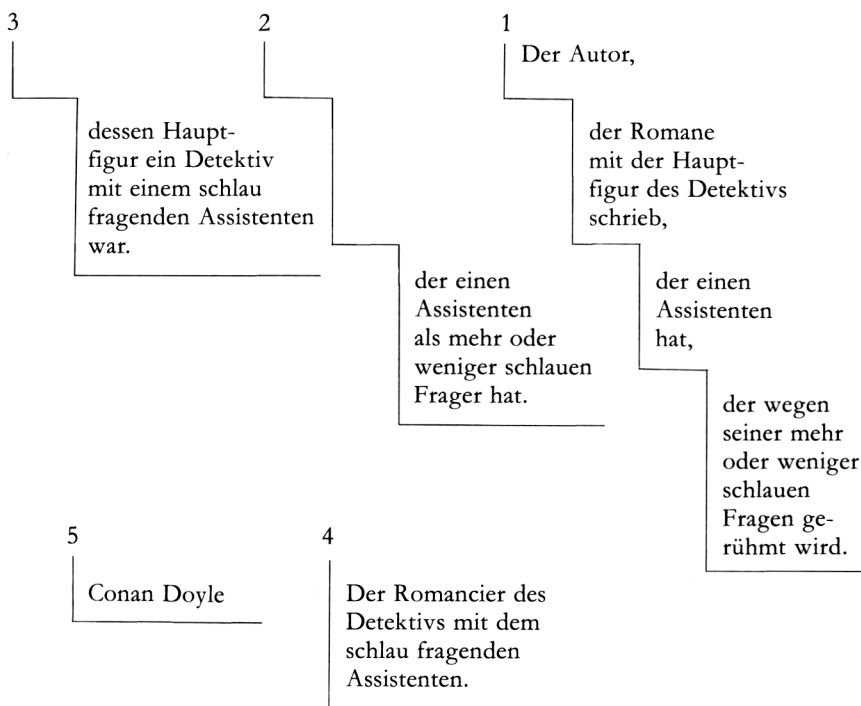 3 2 1
Der Autor,
dessen Haupt-
figur ein Detektiv
mit einem schlau
fragenden Assistenten
war.
der Romane
mit der Haupt-
figur des Detektivs
schrieb,
der einen
Assistenten
als mehr oder
weniger schlauen
Frager hat.
der einen
Assistenten
hat,
der wegen
seiner mehr
oder weniger
schlauen
Fragen ge-
rühmt wird.
5 4
Conan Doyle
Der Romancier des
Detektivs mit dem
schlau fragenden
Assistenten.